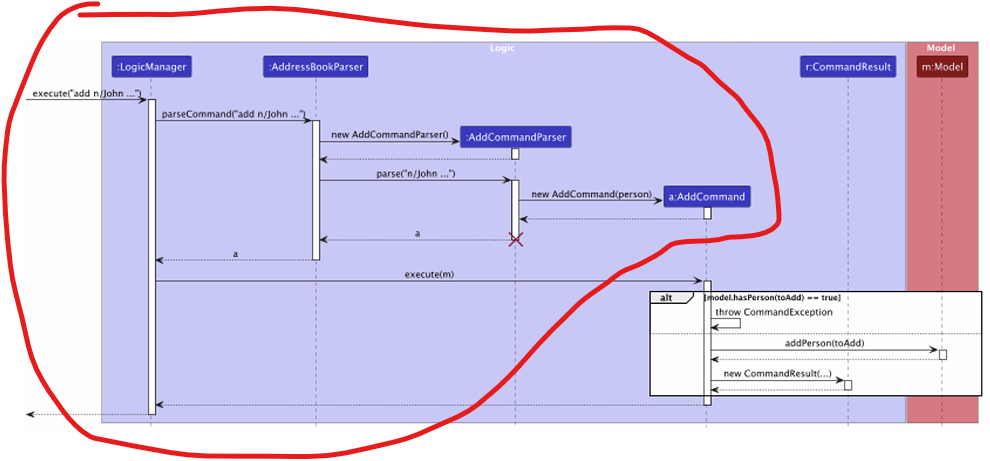 Logic
Model
:LogicManager
:AddressBookParser
r:CommandResult
m:Model
execute("add n/John ...")
parseCommand("add n/John ...")
new AddCommandParser()
:AddCommandParser
parse("n/John ...")
new AddCommand(person)
a:AddCommand
a
a
execute(m)
alt
[model.hasPerson(toAdd) == true]
throw CommandException
addPerson(toAdd)
new CommandResult(...)